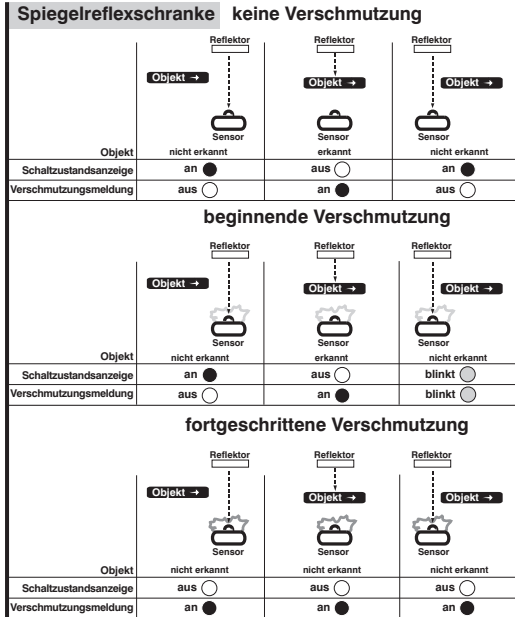 Spiegelreflexschranke keine Verschmutzung
Reflektor Reflektor Reflektor
Objekt → Objekt → Objekt →
Sensor Sensor Sensor
Objekt nicht erkannt erkannt nicht erkannt
Schaltzustandsanzeige an aus an
Verschmutzungsmeldung aus an aus
beginnende Verschmutzung
Reflektor Reflektor Reflektor
Objekt → Objekt → Objekt →
Sensor Sensor Sensor
Objekt nicht erkannt erkannt nicht erkannt
Schaltzustandsanzeige an aus blinkt
Verschmutzungsmeldung aus an blinkt
fortgeschrittene Verschmutzung
Reflektor Reflektor Reflektor
Objekt → Objekt → Objekt →
Sensor Sensor Sensor
Objekt nicht erkannt nicht erkannt nicht erkannt
Schaltzustandsanzeige aus aus aus
Verschmutzungsmeldung an an an